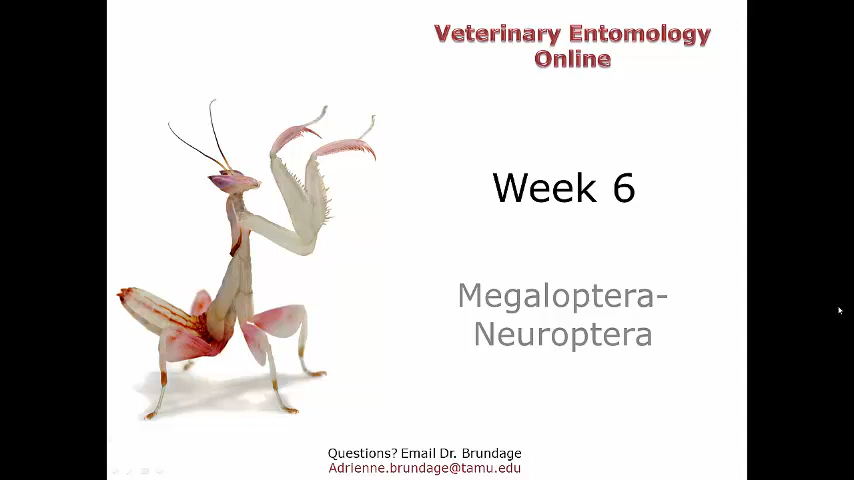 Veterinary Entomology
Online
Week 6
Megaloptera-
Neuroptera
Questions? Email Dr. Brundage
Adrienne.brundage@tamu.edu